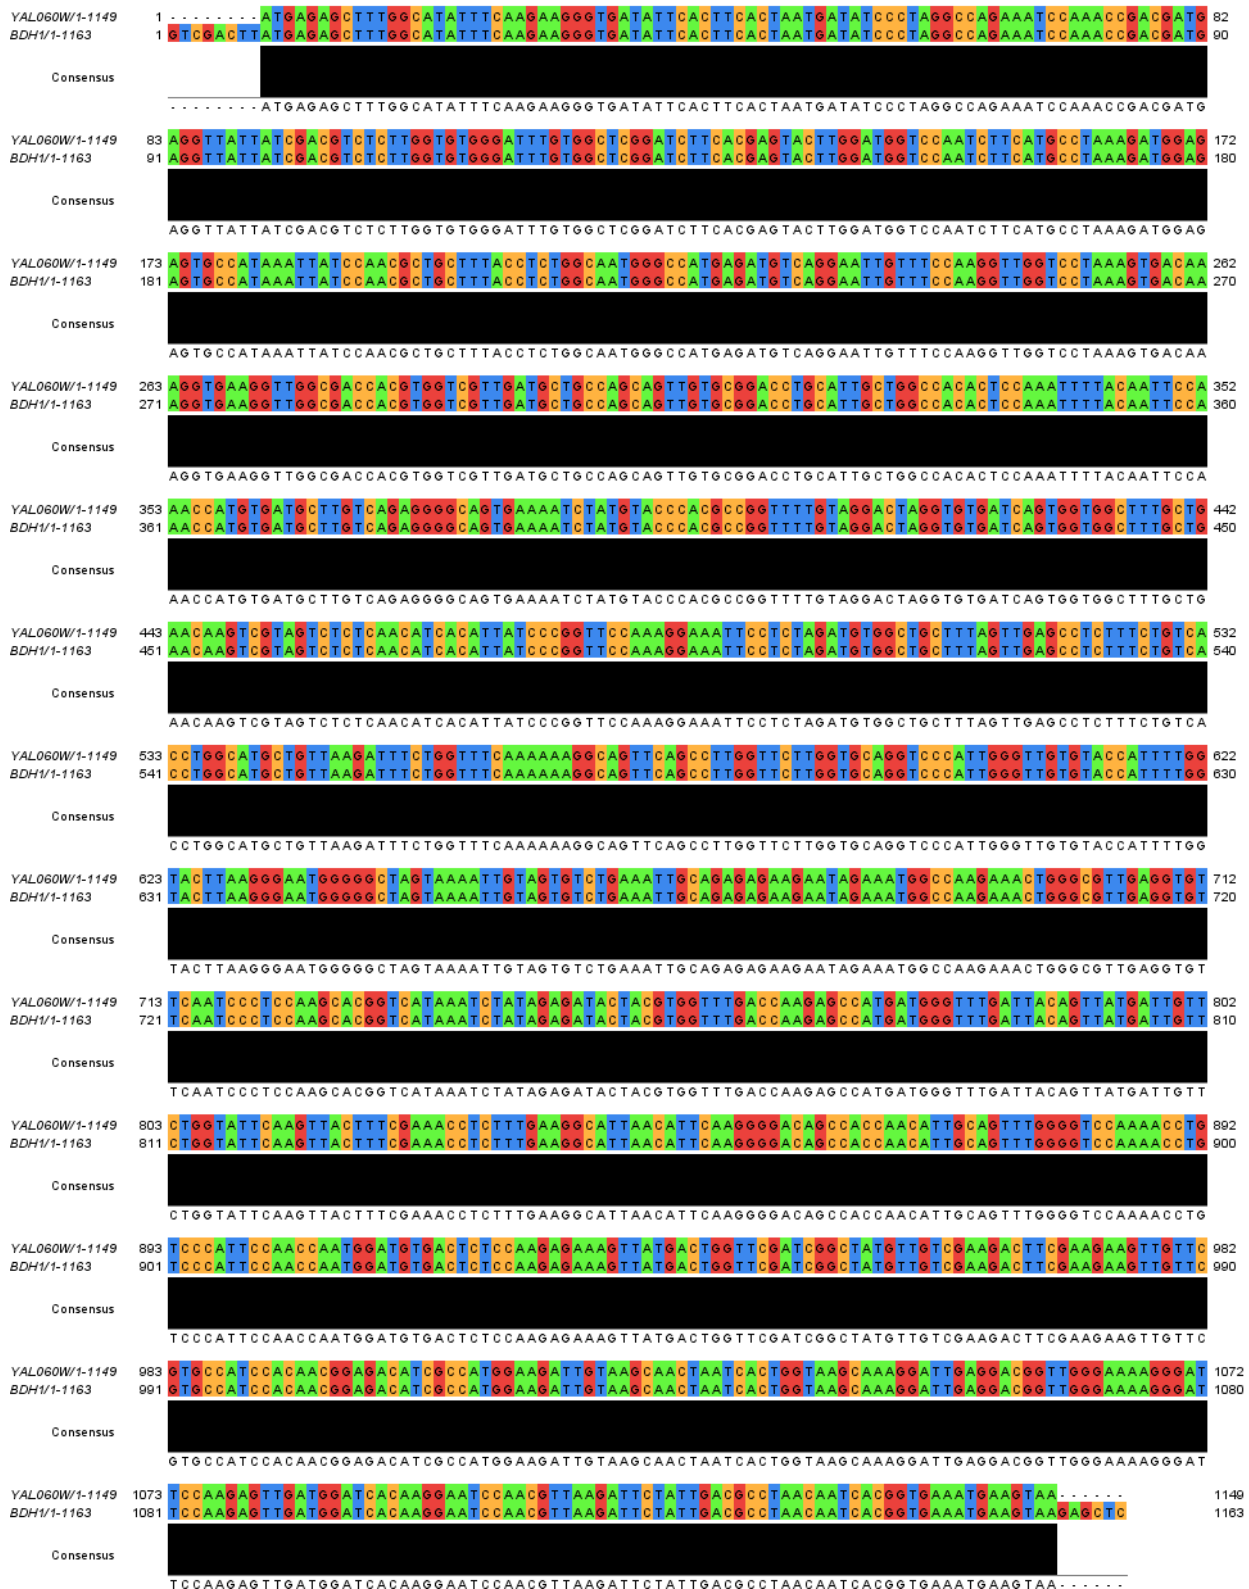 YAL060W/1-1149 1 --------ATGAGAGCTTTGGCATATTTCAAGAAGGGTGATATTCACTTCACTAATGATATCCCTAGGCCAGAAATCCAAACCGACGATG 82
BDH1/1-1163 1 GTCGACTTATGAGAGCTTTGGCATATTTCAAGAAGGGTGATATTCACTTCACTAATGATATCCCTAGGCCAGAAATCCAAACCGACGATG 90
Consensus
--------ATGAGAGCTTTGGCATATTTCAAGAAGGGTGATATTCACTTCACTAATGATATCCCTAGGCCAGAAATCCAAACCGACGATG
YAL060W/1-1149 83 AGGTTATTATCGACGTCTCTTGGTGTGGGATTTGTGGCTCGGATCTTCACGAGTACTTGGATGGTCCAATCTTCATGCCTAAAGATGGAG 172
BDH1/1-1163 91 AGGTTATTATCGACGTCTCTTGGTGTGGGATTTGTGGCTCGGATCTTCACGAGTACTTGGATGGTCCAATCTTCATGCCTAAAGATGGAG 180
Consensus
AGGTTATTATCGACGTCTCTTGGTGTGGGATTTGTGGCTCGGATCTTCACGAGTACTTGGATGGTCCAATCTTCATGCCTAAAGATGGAG
YAL060W/1-1149 173 AGTGCCATAAATTATCCAACGCTGCTTTACCTCTGGCAATGGGCCATGAGATGTCAGGAATTGTTTCCAAGGTTGGTCCTAAAGTGACAA 262
BDH1/1-1163 181 AGTGCCATAAATTATCCAACGCTGCTTTACCTCTGGCAATGGGCCATGAGATGTCAGGAATTGTTTCCAAGGTTGGTCCTAAAGTGACAA 270
Consensus
AGTGCCATAAATTATCCAACGCTGCTTTACCTCTGGCAATGGGCCATGAGATGTCAGGAATTGTTTCCAAGGTTGGTCCTAAAGTGACAA
YAL060W/1-1149 263 AGGTGAAGGTTGGCGACCACGTGGTCGTTGATGCTGCCAGCAGTTGTGCGGACCTGCATTGCTGGCCACACTCCAAATTTTACAATTCCA 352
BDH1/1-1163 271 AGGTGAAGGTTGGCGACCACGTGGTCGTTGATGCTGCCAGCAGTTGTGCGGACCTGCATTGCTGGCCACACTCCAAATTTTACAATTCCA 360
Consensus
AGGTGAAGGTTGGCGACCACGTGGTCGTTGATGCTGCCAGCAGTTGTGCGGACCTGCATTGCTGGCCACACTCCAAATTTTACAATTCCA
YAL060W/1-1149 353 AACCATGTGATGCTTGTCAGAGGGGCAGTGAAAATCTATGTACCCACGCCGGTTTTGTAGGACTAGGTGTGATCAGTGGTGGCTTTGCTG 442
BDH1/1-1163 361 AACCATGTGATGCTTGTCAGAGGGGCAGTGAAAATCTATGTACCCACGCCGGTTTTGTAGGACTAGGTGTGATCAGTGGTGGCTTTGCTG 450
Consensus
AACCATGTGATGCTTGTCAGAGGGGCAGTGAAAATCTATGTACCCACGCCGGTTTTGTAGGACTAGGTGTGATCAGTGGTGGCTTTGCTG
YAL060W/1-1149 443 AACAAGTCGTAGTCTCTCAACATCACATTATCCCGGTTCCAAAGGAAATTCCTCTAGATGTGGCTGCTTTAGTTGAGCCTCTTTCTGTCA 532
BDH1/1-1163 451 AACAAGTCGTAGTCTCTCAACATCACATTATCCCGGTTCCAAAGGAAATTCCTCTAGATGTGGCTGCTTTAGTTGAGCCTCTTTCTGTCA 540
Consensus
AACAAGTCGTAGTCTCTCAACATCACATTATCCCGGTTCCAAAGGAAATTCCTCTAGATGTGGCTGCTTTAGTTGAGCCTCTTTCTGTCA
YAL060W/1-1149 533 CCTGGCATGCTGTTAAGATTTCTGGTTTCAAAAAAGGCAGTTCAGCCTTGGTTCTTGGTGCAGGTCCCATTGGGTTGTGTACCATTTTGG 622
BDH1/1-1163 541 CCTGGCATGCTGTTAAGATTTCTGGTTTCAAAAAAGGCAGTTCAGCCTTGGTTCTTGGTGCAGGTCCCATTGGGTTGTGTACCATTTTGG 630
Consensus
CCTGGCATGCTGTTAAGATTTCTGGTTTCAAAAAAGGCAGTTCAGCCTTGGTTCTTGGTGCAGGTCCCATTGGGTTGTGTACCATTTTGG
YAL060W/1-1149 623 TACTTAAGGGAATGGGGGCTAGTAAAATTGTAGTGTCTGAAATTGCAGAGAGAAGAATAGAAATGGCCAAGAAACTGGGCGTTGAGGTGT 712
BDH1/1-1163 631 TACTTAAGGGAATGGGGGCTAGTAAAATTGTAGTGTCTGAAATTGCAGAGAGAAGAATAGAAATGGCCAAGAAACTGGGCGTTGAGGTGT 720
Consensus
TACTTAAGGGAATGGGGGCTAGTAAAATTGTAGTGTCTGAAATTGCAGAGAGAAGAATAGAAATGGCCAAGAAACTGGGCGTTGAGGTGT
YAL060W/1-1149 713 TCAATCCCTCCAAGCACGGTCATAAATCTATAGAGATACTACGTGGTTTGACCAAGAGCCATGATGGGTTTGATTACAGTTATGATTGTT 802
BDH1/1-1163 721 TCAATCCCTCCAAGCACGGTCATAAATCTATAGAGATACTACGTGGTTTGACCAAGAGCCATGATGGGTTTGATTACAGTTATGATTGTT 810
Consensus
TCAATCCCTCCAAGCACGGTCATAAATCTATAGAGATACTACGTGGTTTGACCAAGAGCCATGATGGGTTTGATTACAGTTATGATTGTT
YAL060W/1-1149 803 CTGGTATTCAAGTTACTTTCGAAACCTCTTTGAAGGCATTAACATTCAAGGGGACAGCCACCAACATTGCAGTTTGGGGTCCAAAACCTG 892
BDH1/1-1163 811 CTGGTATTCAAGTTACTTTCGAAACCTCTTTGAAGGCATTAACATTCAAGGGGACAGCCACCAACATTGCAGTTTGGGGTCCAAAACCTG 900
Consensus
CTGGTATTCAAGTTACTTTCGAAACCTCTTTGAAGGCATTAACATTCAAGGGGACAGCCACCAACATTGCAGTTTGGGGTCCAAAACCTG
YAL060W/1-1149 893 TCCCATTCCAACCAATGGATGTGACTCTCCAAGAGAAAGTTATGACTGGTTCGATCGGCTATGTTGTCGAAGACTTCGAAGAAGTTGTTC 982
BDH1/1-1163 901 TCCCATTCCAACCAATGGATGTGACTCTCCAAGAGAAAGTTATGACTGGTTCGATCGGCTATGTTGTCGAAGACTTCGAAGAAGTTGTTC 990
Consensus
TCCCATTCCAACCAATGGATGTGACTCTCCAAGAGAAAGTTATGACTGGTTCGATCGGCTATGTTGTCGAAGACTTCGAAGAAGTTGTTC
YAL060W/1-1149 983 GTGCCATCCACAACGGAGACATCGCCATGGAAGATTGTAAGCAACTAATCACTGGTAAGCAAAGGATTGAGGACGGTTGGGAAAAGGGAT 1072
BDH1/1-1163 991 GTGCCATCCACAACGGAGACATCGCCATGGAAGATTGTAAGCAACTAATCACTGGTAAGCAAAGGATTGAGGACGGTTGGGAAAAGGGAT 1080
Consensus
GTGCCATCCACAACGGAGACATCGCCATGGAAGATTGTAAGCAACTAATCACTGGTAAGCAAAGGATTGAGGACGGTTGGGAAAAGGGAT
YAL060W/1-1149 1073 TCCAAGAGTTGATGGATCACAAGGAATCCAACGTTAAGATTCTATTGACGCCTAACAATCACGGTGAAATGAAGTAA------ 1149
BDH1/1-1163 1081 TCCAAGAGTTGATGGATCACAAGGAATCCAACGTTAAGATTCTATTGACGCCTAACAATCACGGTGAAATGAAGTAAGAGCTC 1163
Consensus
TCCAAGAGTTGATGGATCACAAGGAATCCAACGTTAAGATTCTATTGACGCCTAACAATCACGGTGAAATGAAGTAA------